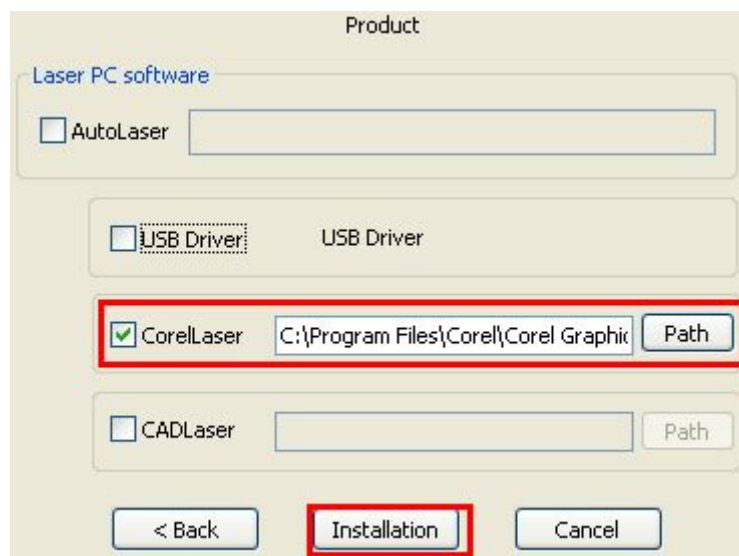 Product
Laser PC software
AutoLaser
USB Driver USB Driver
CorelLaser C:\Program Files\Corel\Corel Graphic Path
CADLaser Path
< Back Installation Cancel